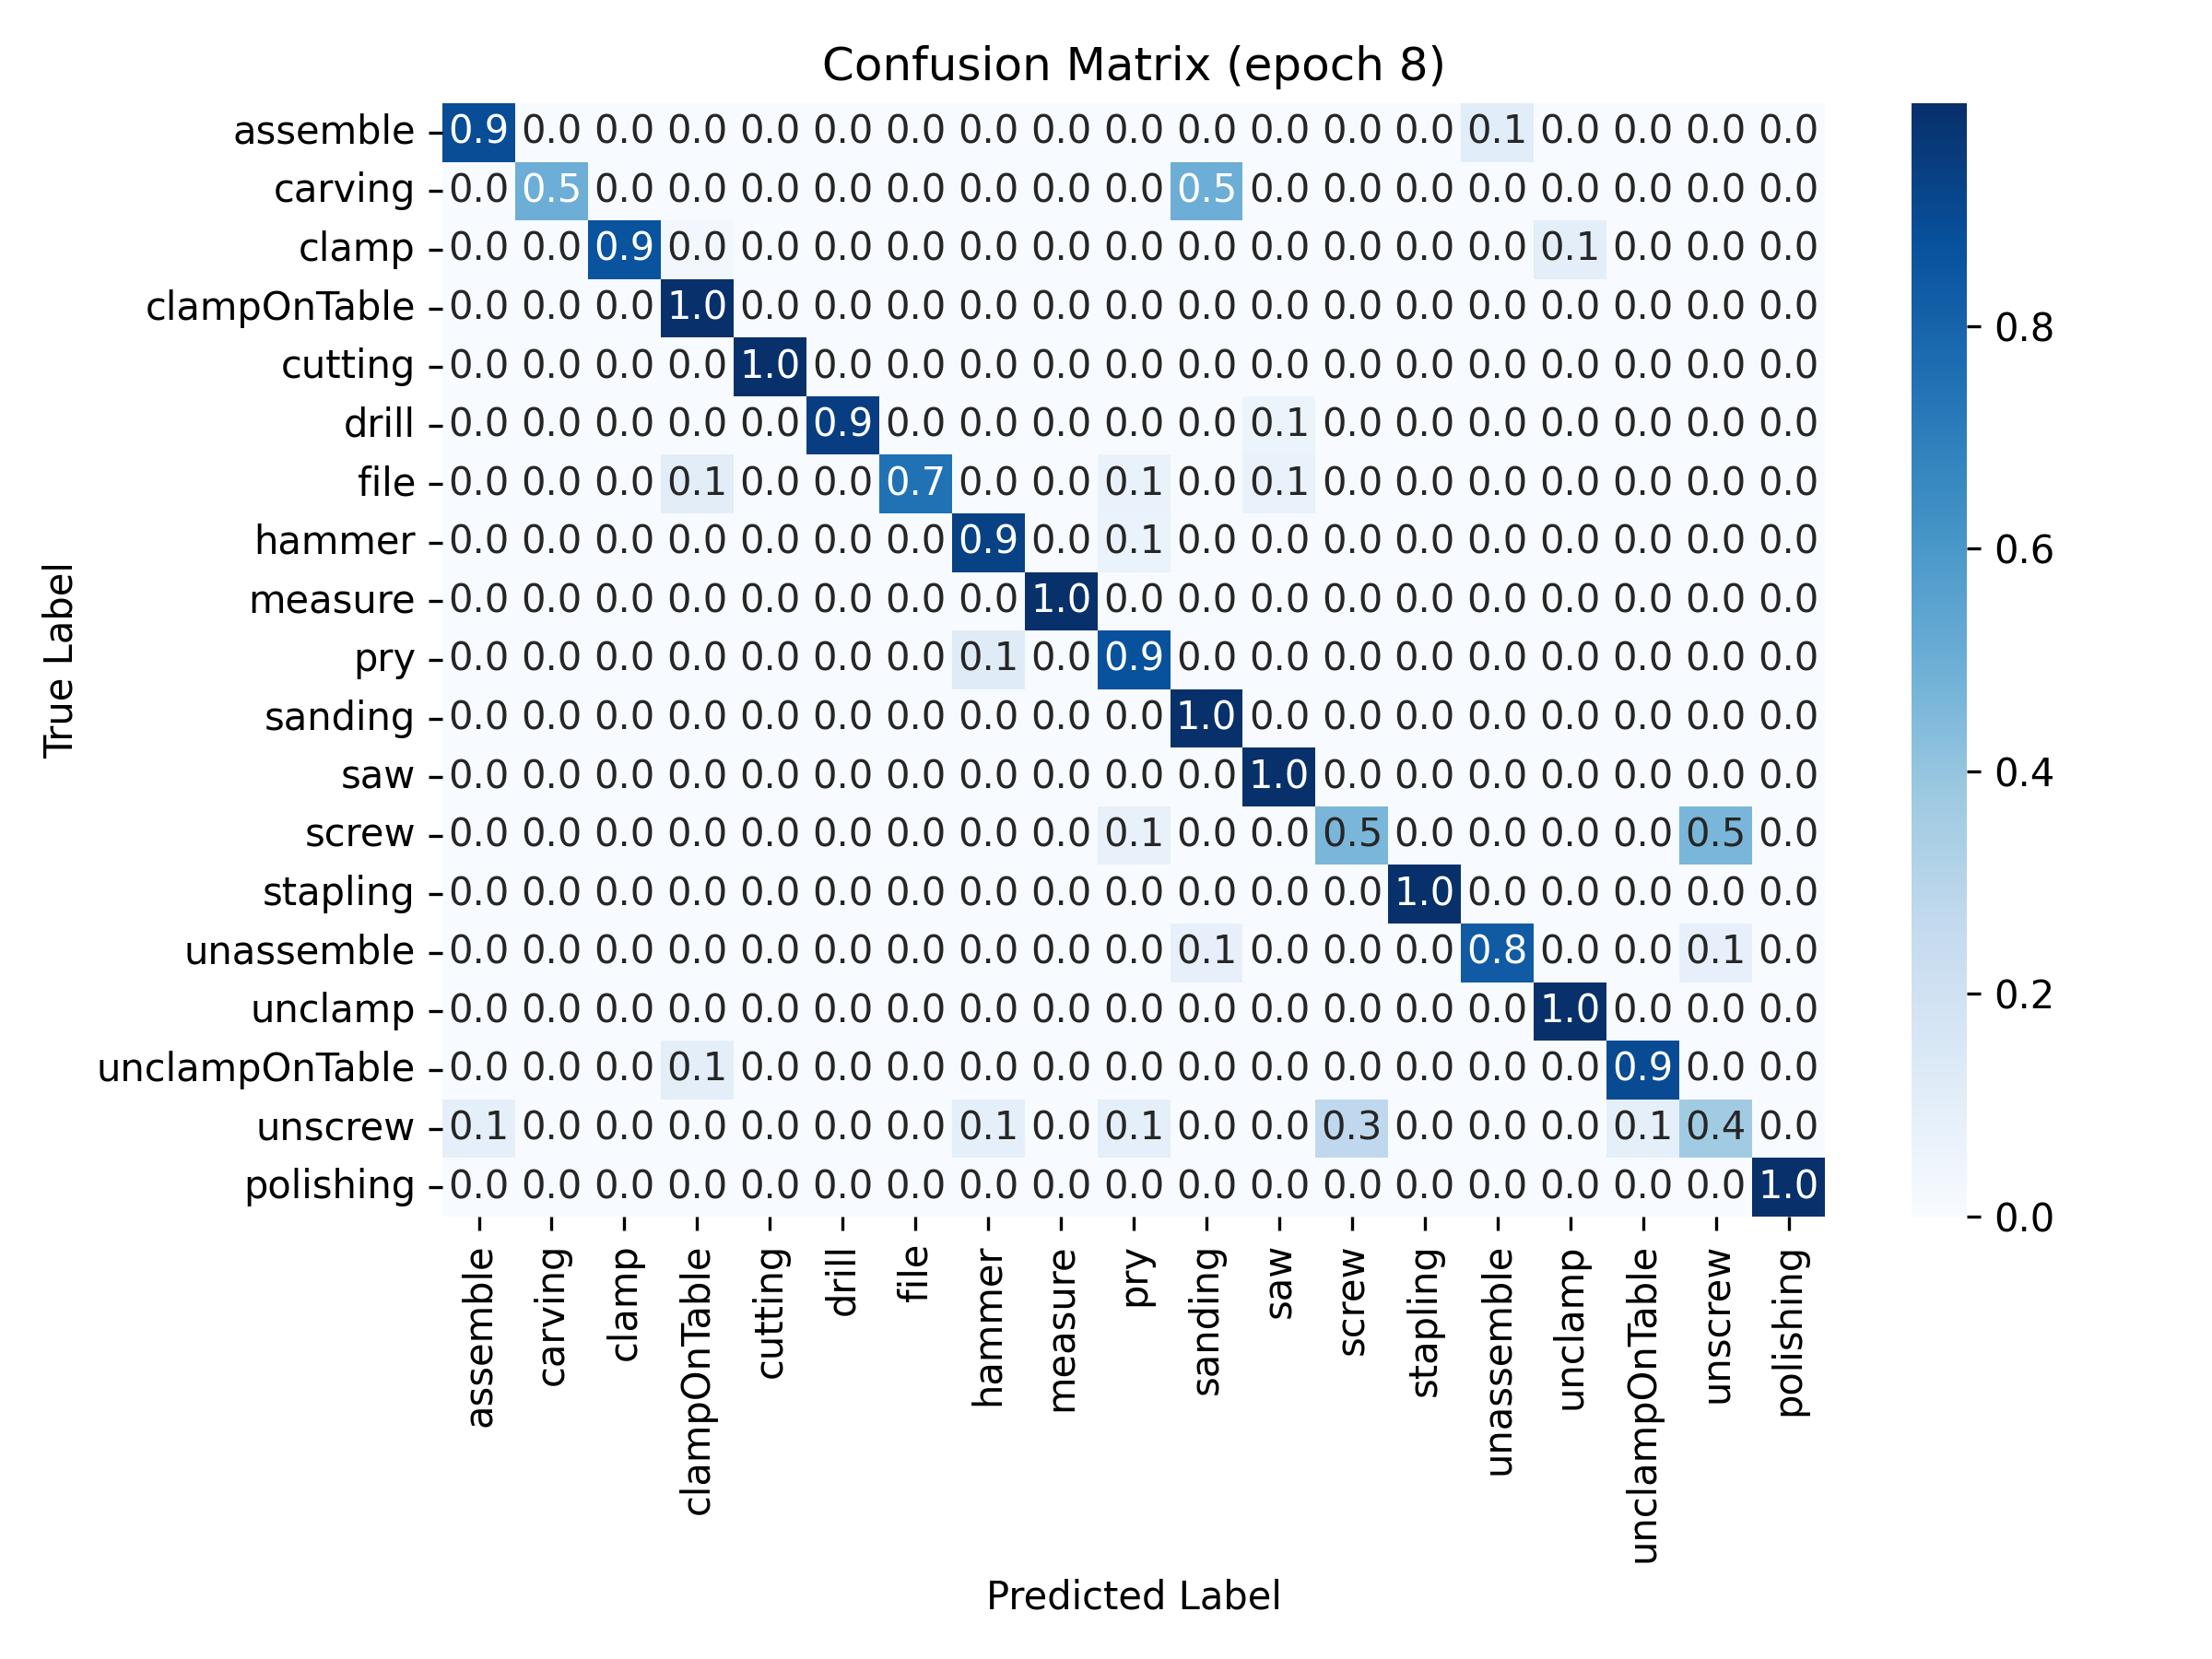 Confusion Matrix (epoch 8)
assemble 0.9 0.0 0.0 0.0 0.0 0.0 0.0 0.0 0.0 0.0 0.0 0.0 0.0 0.0 0.1 0.0 0.0 0.0 0.0
carving 0.0 0.5 0.0 0.0 0.0 0.0 0.0 0.0 0.0 0.0 0.5 0.0 0.0 0.0 0.0 0.0 0.0 0.0 0.0
clamp 0.0 0.0 0.9 0.0 0.0 0.0 0.0 0.0 0.0 0.0 0.0 0.0 0.0 0.0 0.0 0.1 0.0 0.0 0.0
clampOnTable 0.0 0.0 0.0 1.0 0.0 0.0 0.0 0.0 0.0 0.0 0.0 0.0 0.0 0.0 0.0 0.0 0.0 0.0 0.0
cutting 0.0 0.0 0.0 0.0 1.0 0.0 0.0 0.0 0.0 0.0 0.0 0.0 0.0 0.0 0.0 0.0 0.0 0.0 0.0
drill 0.0 0.0 0.0 0.0 0.0 0.9 0.0 0.0 0.0 0.0 0.0 0.1 0.0 0.0 0.0 0.0 0.0 0.0 0.0
file 0.0 0.0 0.0 0.1 0.0 0.0 0.7 0.0 0.0 0.1 0.0 0.1 0.0 0.0 0.0 0.0 0.0 0.0 0.0
hammer 0.0 0.0 0.0 0.0 0.0 0.0 0.0 0.9 0.0 0.1 0.0 0.0 0.0 0.0 0.0 0.0 0.0 0.0 0.0
measure 0.0 0.0 0.0 0.0 0.0 0.0 0.0 0.0 1.0 0.0 0.0 0.0 0.0 0.0 0.0 0.0 0.0 0.0 0.0
pry 0.0 0.0 0.0 0.0 0.0 0.0 0.0 0.1 0.0 0.9 0.0 0.0 0.0 0.0 0.0 0.0 0.0 0.0 0.0
sanding 0.0 0.0 0.0 0.0 0.0 0.0 0.0 0.0 0.0 0.0 1.0 0.0 0.0 0.0 0.0 0.0 0.0 0.0 0.0
saw 0.0 0.0 0.0 0.0 0.0 0.0 0.0 0.0 0.0 0.0 0.0 1.0 0.0 0.0 0.0 0.0 0.0 0.0 0.0
screw 0.0 0.0 0.0 0.0 0.0 0.0 0.0 0.0 0.0 0.1 0.0 0.0 0.5 0.0 0.0 0.0 0.0 0.5 0.0
stapling 0.0 0.0 0.0 0.0 0.0 0.0 0.0 0.0 0.0 0.0 0.0 0.0 0.0 1.0 0.0 0.0 0.0 0.0 0.0
unassemble 0.0 0.0 0.0 0.0 0.0 0.0 0.0 0.0 0.0 0.0 0.1 0.0 0.0 0.0 0.8 0.0 0.0 0.1 0.0
unclamp 0.0 0.0 0.0 0.0 0.0 0.0 0.0 0.0 0.0 0.0 0.0 0.0 0.0 0.0 0.0 1.0 0.0 0.0 0.0
unclampOnTable 0.0 0.0 0.0 0.1 0.0 0.0 0.0 0.0 0.0 0.0 0.0 0.0 0.0 0.0 0.0 0.0 0.9 0.0 0.0
unscrew 0.1 0.0 0.0 0.0 0.0 0.0 0.0 0.1 0.0 0.1 0.0 0.0 0.3 0.0 0.0 0.0 0.1 0.4 0.0
polishing 0.0 0.0 0.0 0.0 0.0 0.0 0.0 0.0 0.0 0.0 0.0 0.0 0.0 0.0 0.0 0.0 0.0 0.0 1.0
True Label
assemble
carving
clamp
clampOnTable
cutting
drill
file
hammer
measure
pry
sanding
saw
screw
stapling
unassemble
unclamp
unclampOnTable
unscrew
polishing
Predicted Label
0.8
0.6
0.4
0.2
0.0